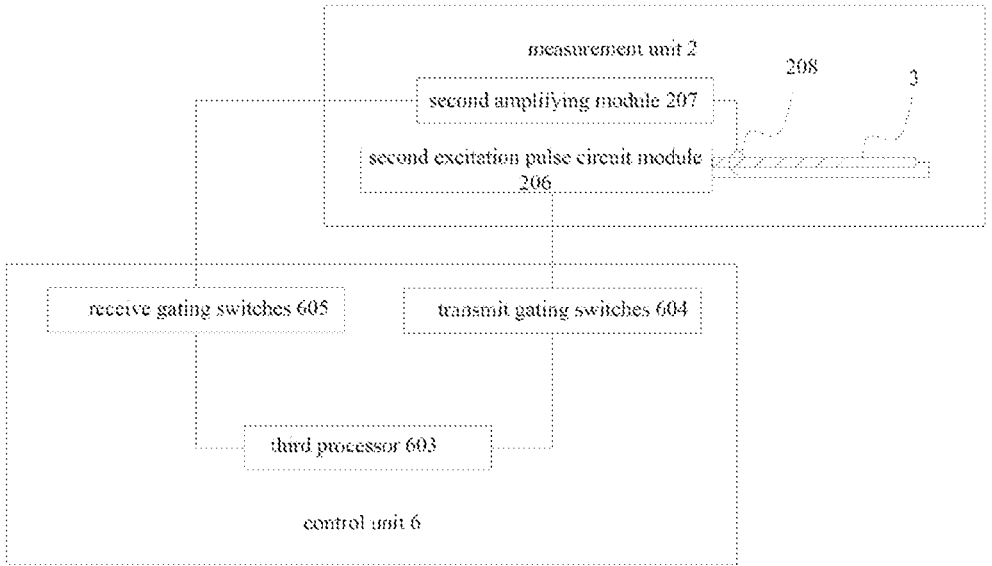 measurement unit 2
208
3
second amplifying module 207
second excitation pulse circuit module
206
receive gating switches 605
transmit gating switches 604
third processor 603
control unit 6